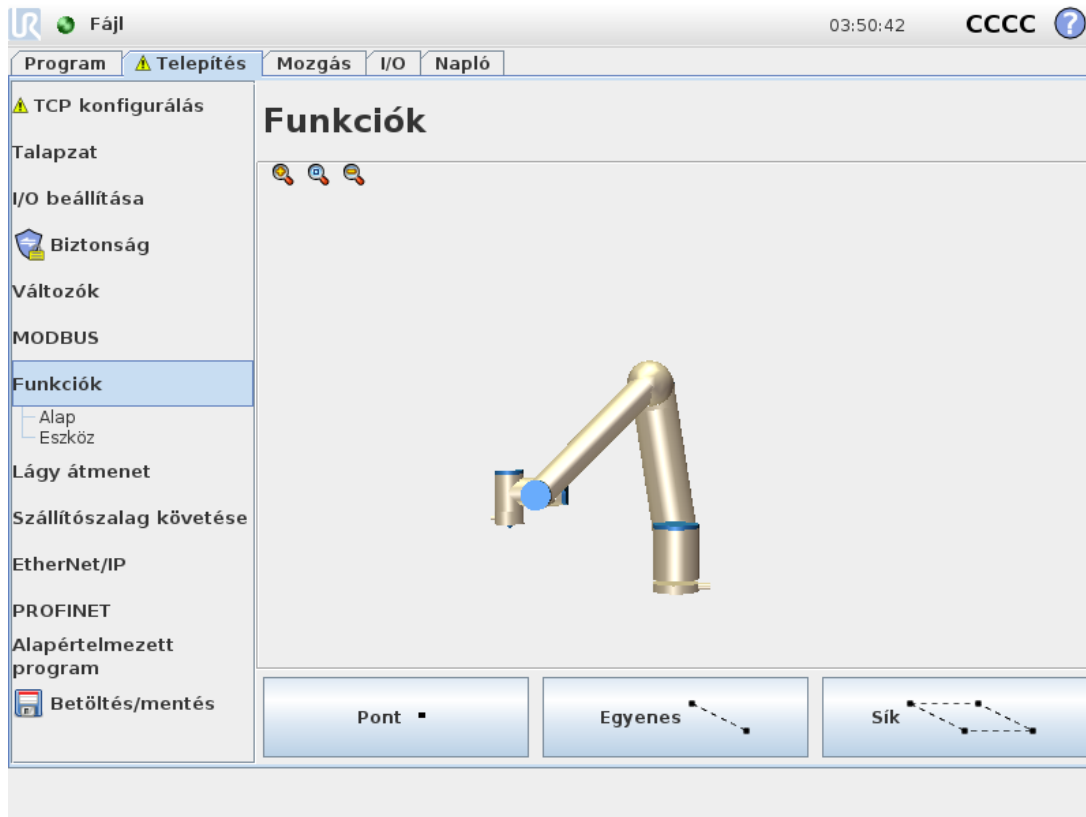 UR Fájl 03:50:42 CCCC ?
Program Telepítés Mozgás I/O Napló
TCP konfigurálás
Talapzat
I/O beállítása
Biztonság
Változók
MODBUS
Funkciók
Alap
Eszköz
Lágy átmenet
Szállítószalag követése
EtherNet/IP
PROFINET
Alapértelmezett
program
Betöltés/mentés
Funkciók
Pont Egyenes Sík